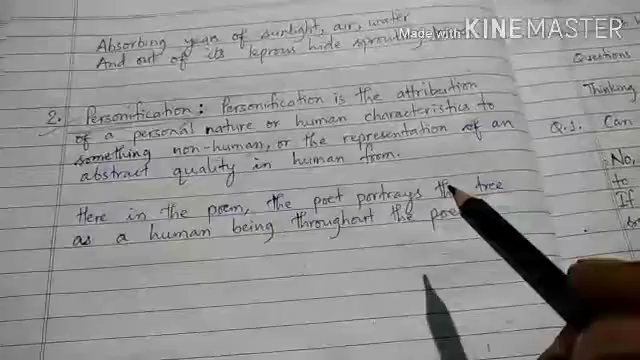 Absorbing years of sunlight, air, water
And out of its leprous hide sprouting
Made with KINEMASTER
2. Personification: Personification is the attribution
of a personal nature or human characteristics to
something non-human, or the representation of an
abstract quality in human from.
Here in the poem, the poet portrays the tree
as a human being throughout the poe
Questions
Thinking
Q.1. Can
No,
to
It